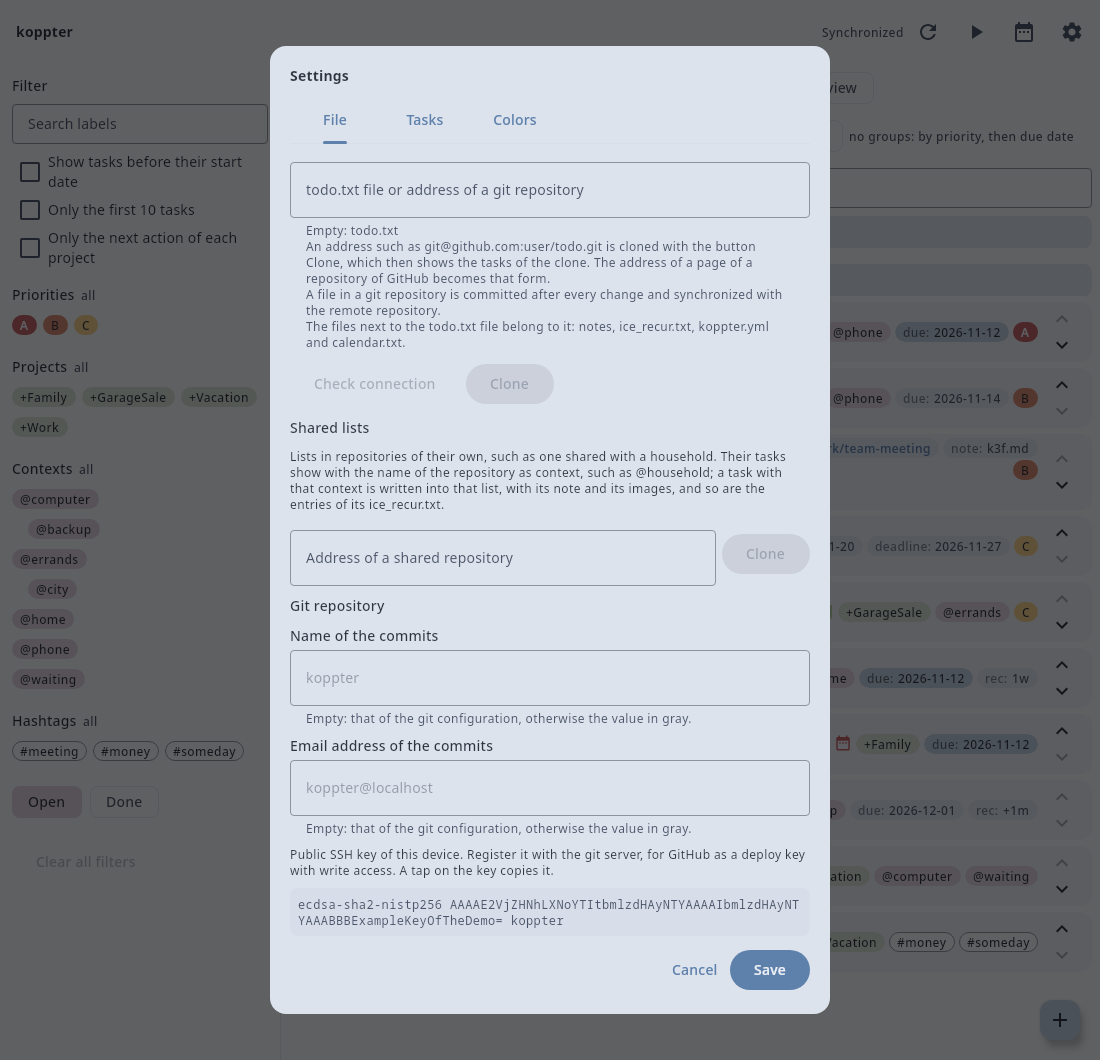 koppter
Synchronized
Filter
Search labels
Show tasks before their start
date
Only the first 10 tasks
Only the next action of each
project
Priorities all
A B C
Projects all
+Family +GarageSale +Vacation
+Work
Contexts all
@computer
@backup
@errands
@city
@home
@phone
@waiting
Hashtags all
#meeting #money #someday
Open Done
Clear all filters
Settings
File Tasks Colors
todo.txt file or address of a git repository
Empty: todo.txt
An address such as git@github.com:user/todo.git is cloned with the button
Clone, which then shows the tasks of the clone. The address of a page of a
repository of GitHub becomes that form.
A file in a git repository is committed after every change and synchronized with
the remote repository.
The files next to the todo.txt file belong to it: notes, ice_recur.txt, koppter.yml
and calendar.txt.
Check connection Clone
Shared lists
Lists in repositories of their own, such as one shared with a household. Their tasks
show with the name of the repository as context, such as @household; a task with
that context is written into that list, with its note and its images, and so are the
entries of its ice_recur.txt.
Address of a shared repository Clone
Git repository
Name of the commits
koppter
Empty: that of the git configuration, otherwise the value in gray.
Email address of the commits
koppter@localhost
Empty: that of the git configuration, otherwise the value in gray.
Public SSH key of this device. Register it with the git server, for GitHub as a deploy key
with write access. A tap on the key copies it.
ecdsa-sha2-nistp256 AAAAE2VjZHNhLXNoYTItbmlzdHAyNTYAAAAIbmlzdHAyNT
YAAABBBExampleKeyOfTheDemo= koppter
Cancel Save
view
no groups: by priority, then due date
@phone due: 2026-11-12 A
@phone due: 2026-11-14 B
k/team-meeting note: k3f.md
B
1-20 deadline: 2026-11-27 C
+GarageSale @errands C
me due: 2026-11-12 rec: 1w
+Family due: 2026-11-12
p due: 2026-12-01 rec: +1m
ation @computer @waiting
acation #money #someday